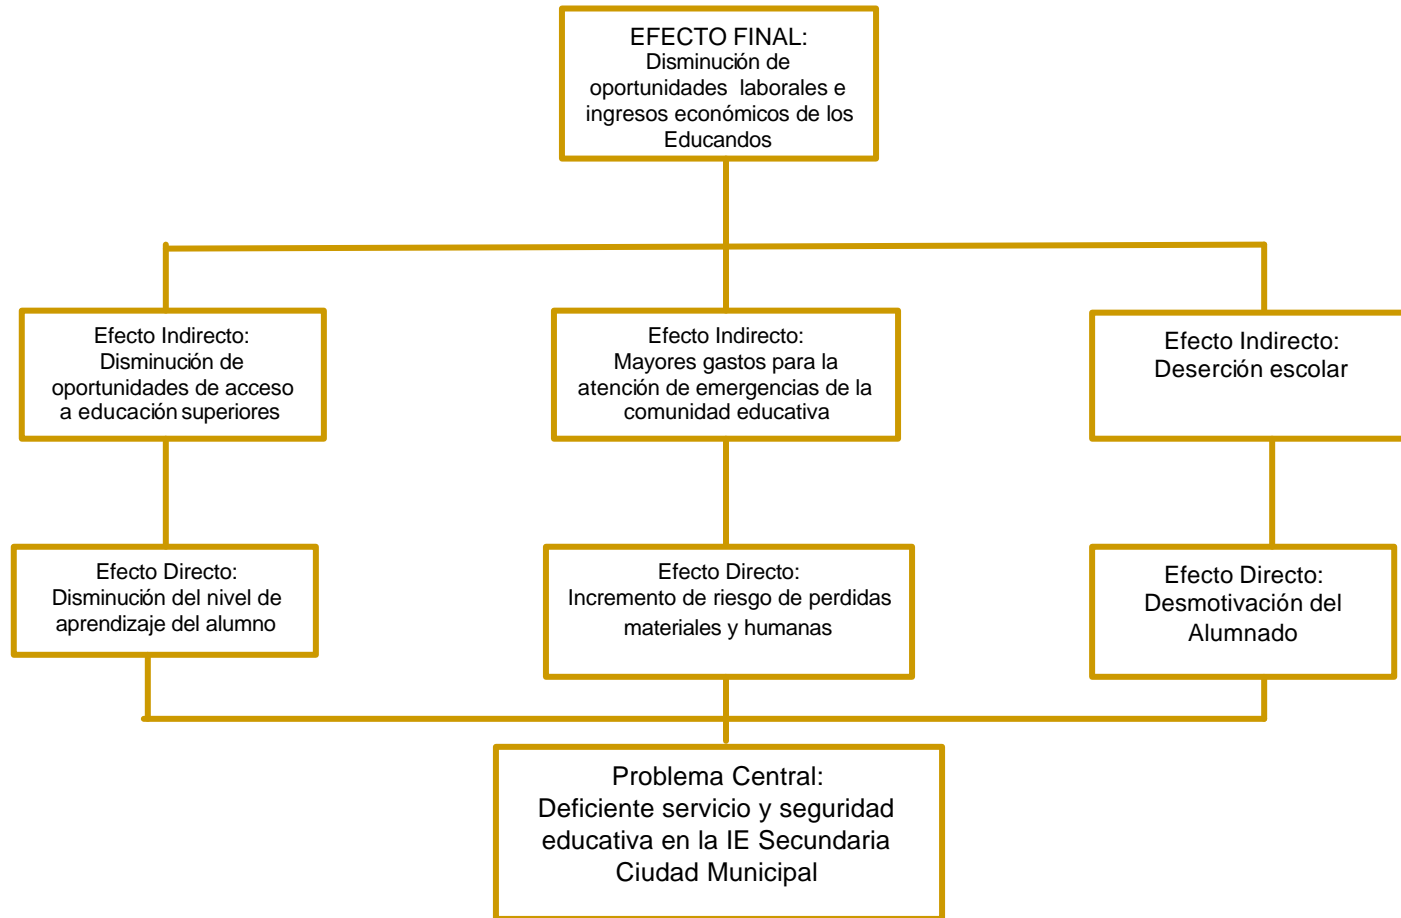 EFECTO FINAL:
Disminución de
oportunidades laborales e
ingresos económicos de los
Educandos
Efecto Indirecto:
Disminución de
oportunidades de acceso
a educación superiores
Efecto Indirecto:
Mayores gastos para la
atención de emergencias de la
comunidad educativa
Efecto Indirecto:
Deserción escolar
Efecto Directo:
Disminución del nivel de
aprendizaje del alumno
Efecto Directo:
Incremento de riesgo de perdidas
materiales y humanas
Efecto Directo:
Desmotivación del
Alumnado
Problema Central:
Deficiente servicio y seguridad
educativa en la IE Secundaria
Ciudad Municipal